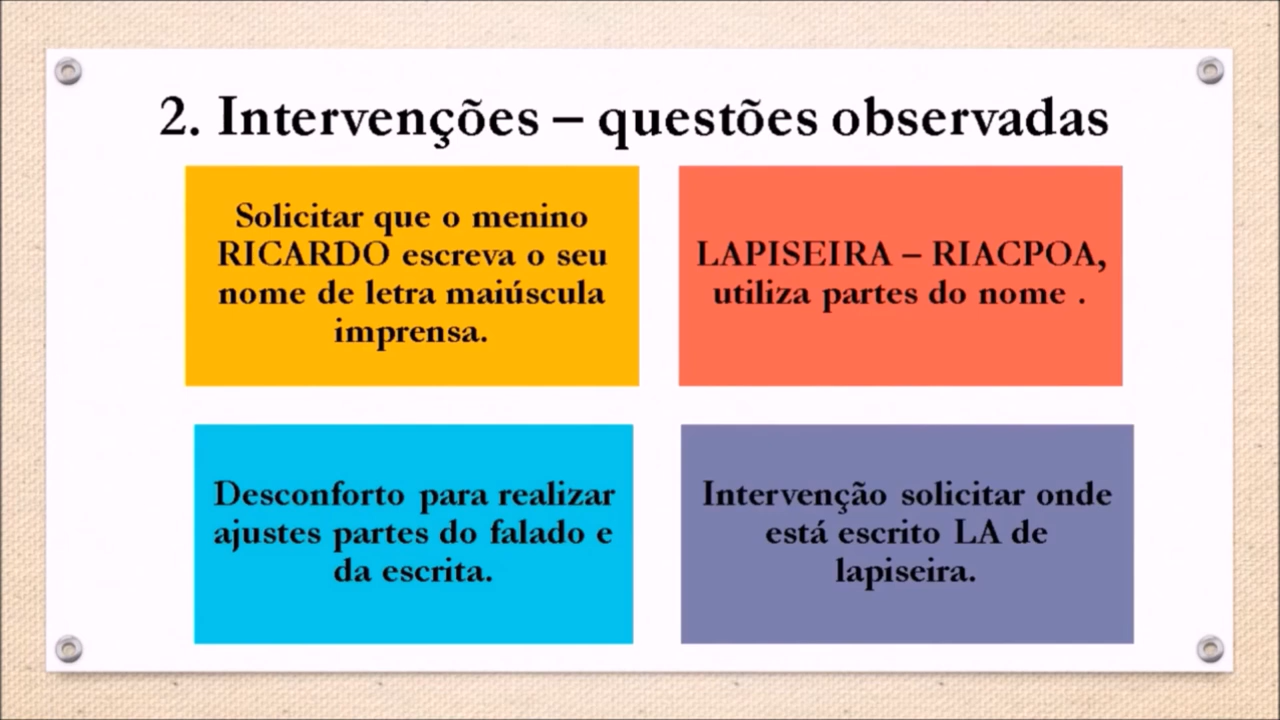 2. Intervenções – questões observadas
Solicitar que o menino
RICARDO escreva o seu
nome de letra maiúscula
imprensa.
LAPISEIRA – RIACPOA,
utiliza partes do nome .
Desconforto para realizar
ajustes partes do falado e
da escrita.
Intervenção solicitar onde
está escrito LA de
lapiseira.